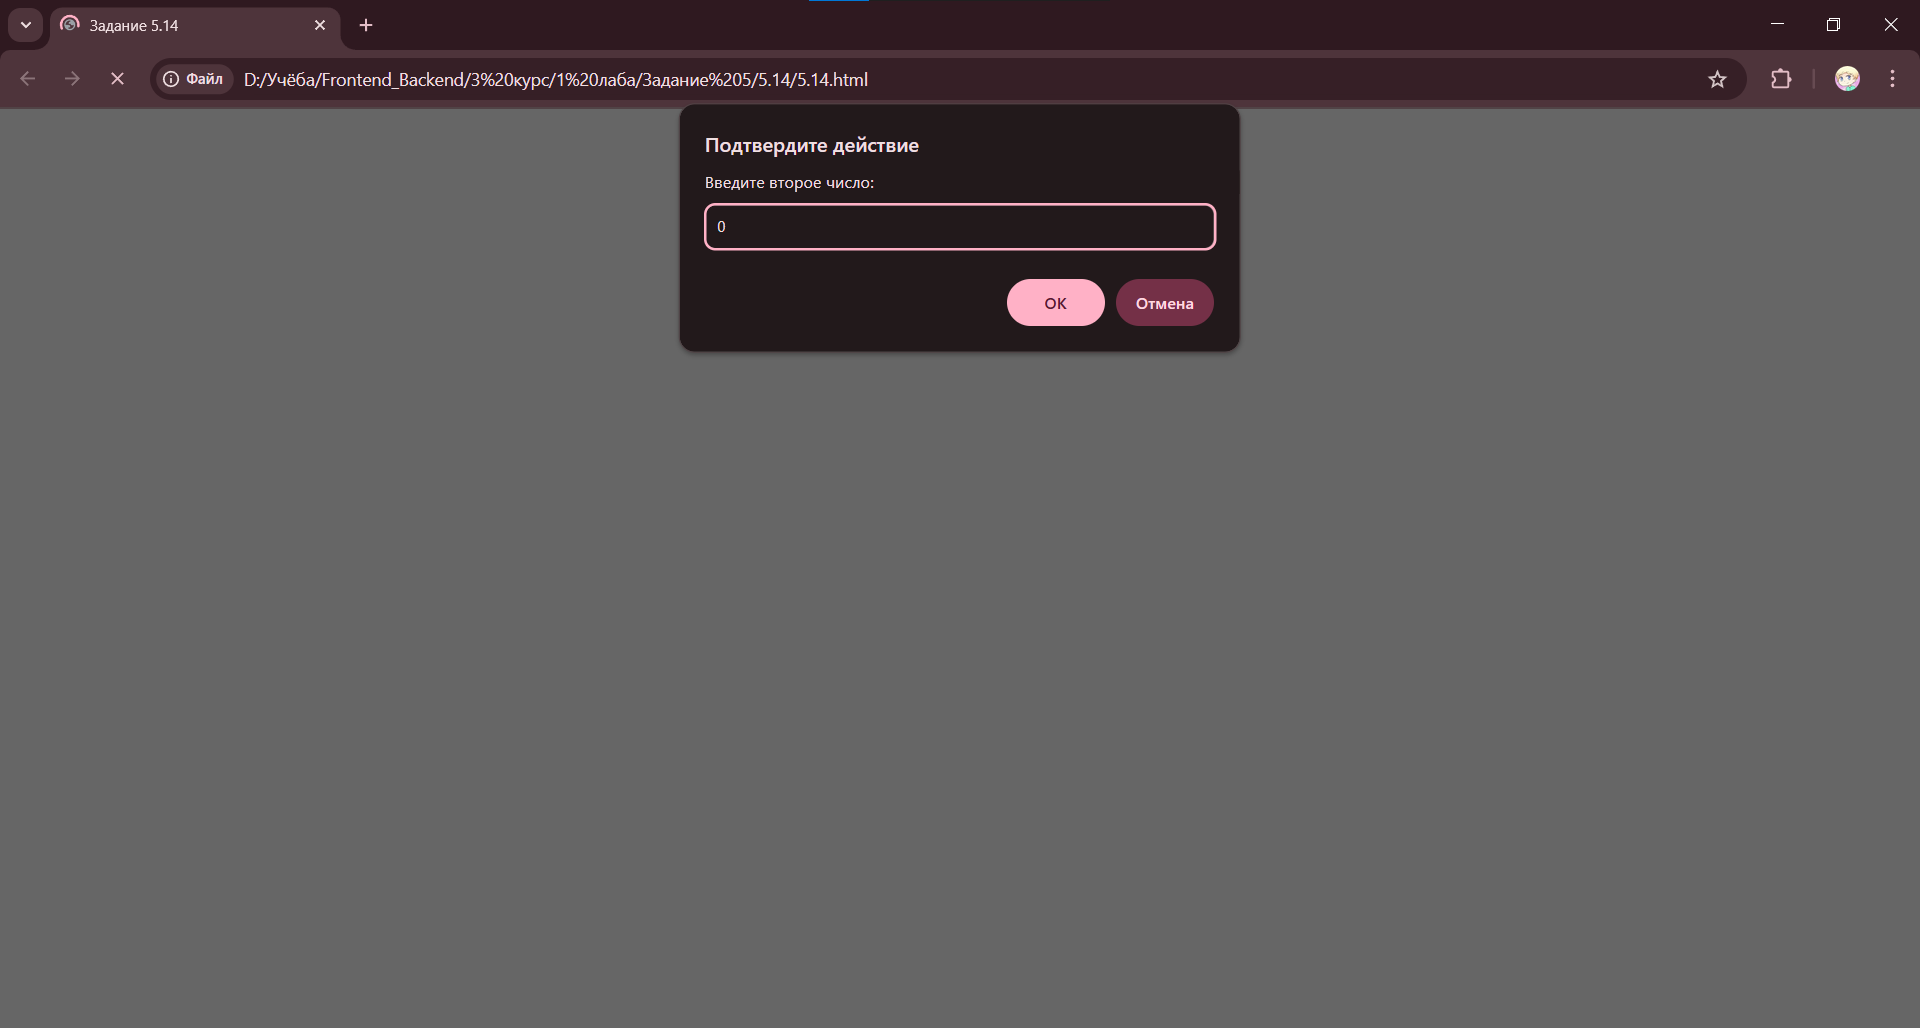 Задание 5.14
Файл D:/Учёба/Frontend_Backend/3%20курс/1%20лаба/Задание%205/5.14/5.14.html
Подтвердите действие
Введите второе число:
0
ОК Отмена